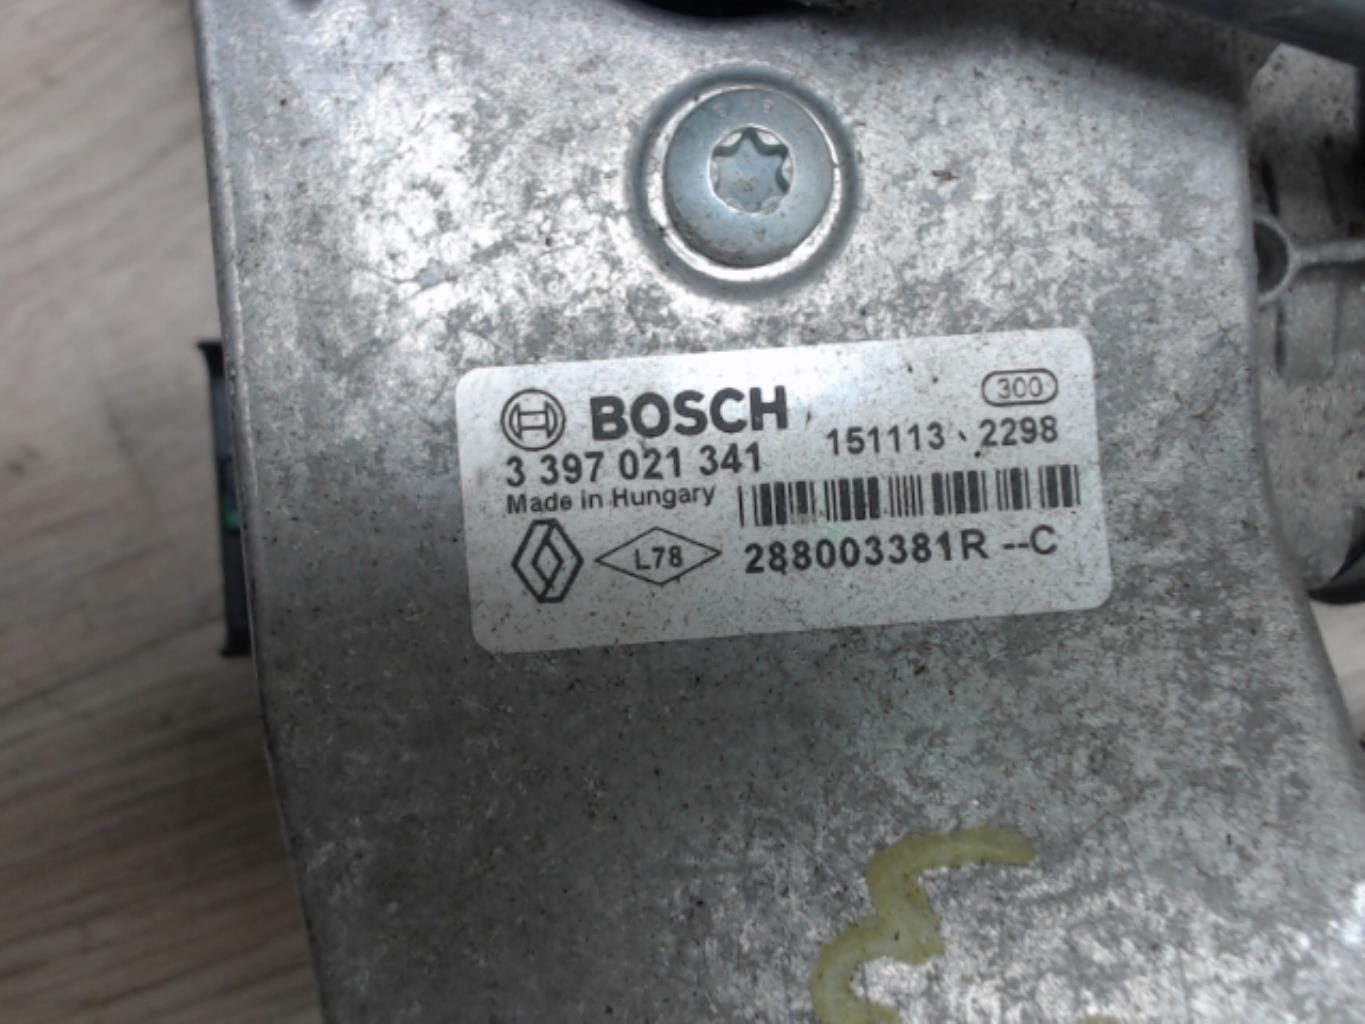 300
BOSCH
151113 2298
3 397 021 341
Made in Hungary
L78
288003381R --C